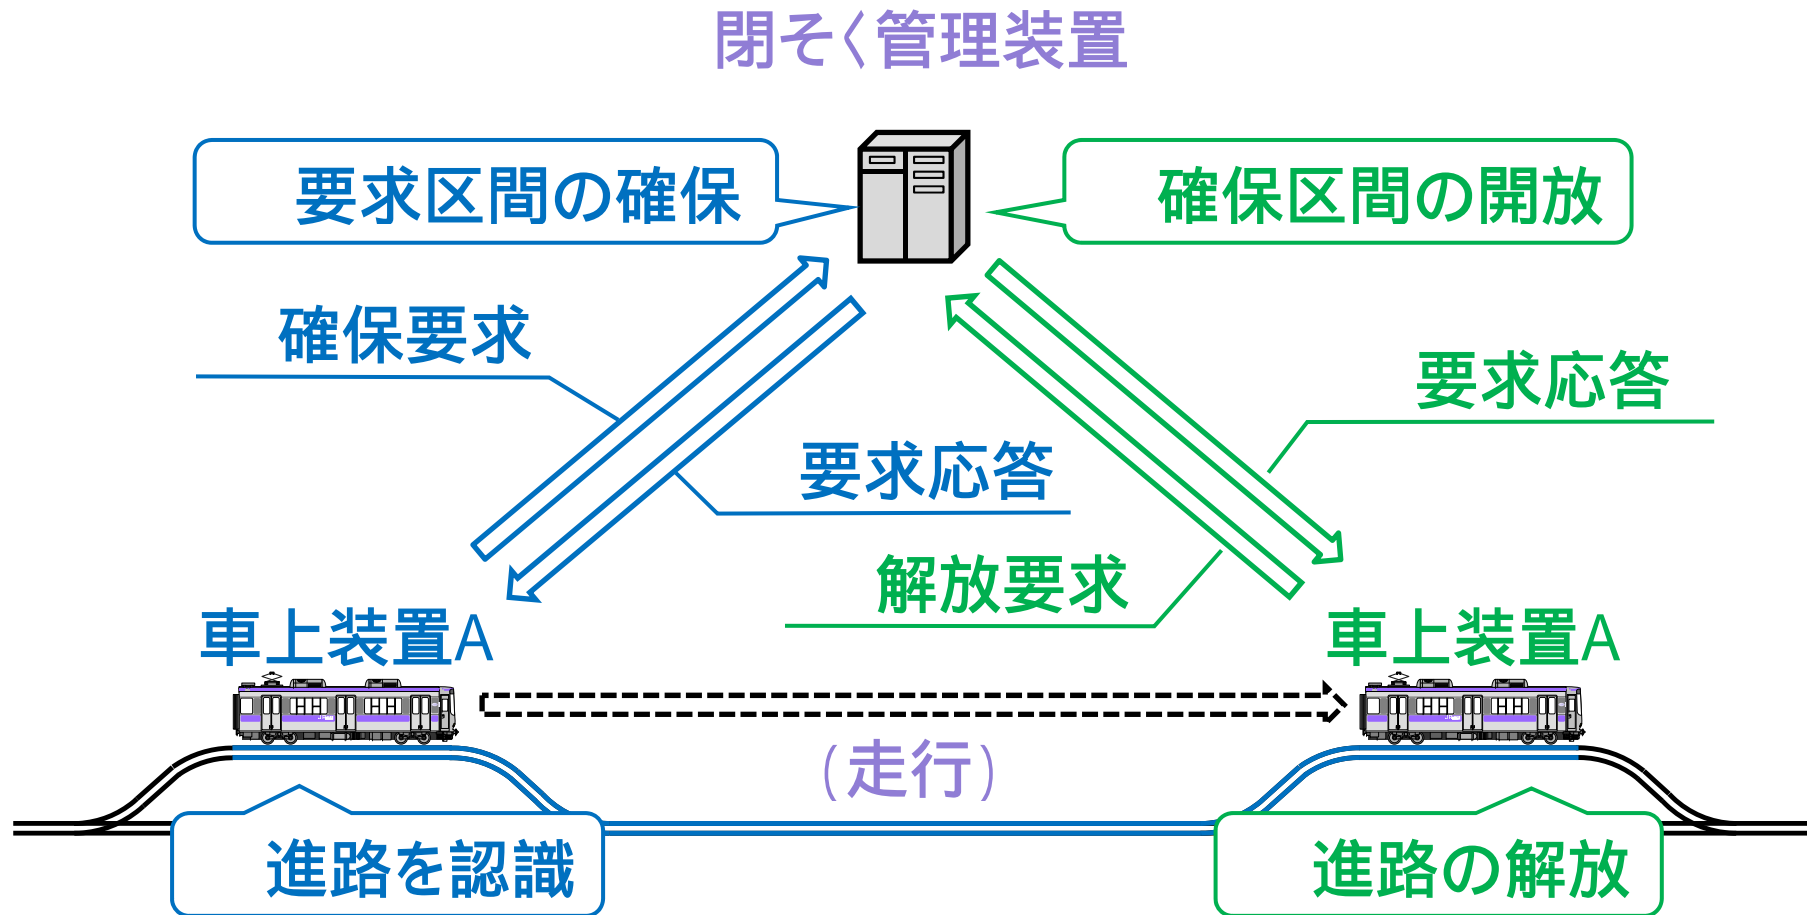 閉そく管理装置
要求区間の確保
確保区間の開放
確保要求
要求応答
要求応答
解放要求
車上装置A
車上装置A
(走行)
進路を認識
進路の解放